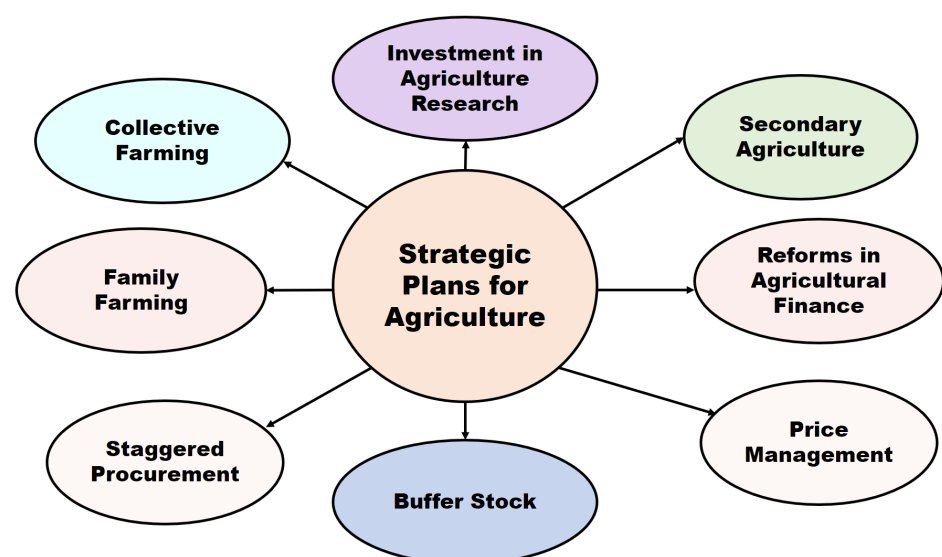 Investment in
Agriculture
Research
Collective
Farming
Secondary
Agriculture
Strategic
Plans for
Agriculture
Family
Farming
Reforms in
Agricultural
Finance
Staggered
Procurement
Price
Management
Buffer Stock